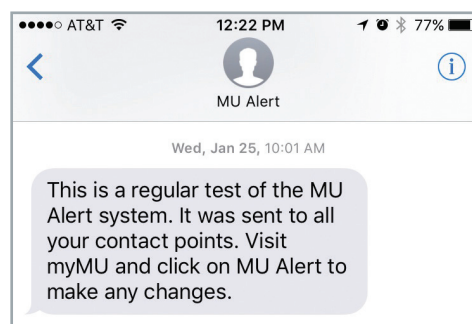 AT&T 12:22 PM 77%
MU Alert
Wed, Jan 25, 10:01 AM
This is a regular test of the MU
Alert system. It was sent to all
your contact points. Visit
myMU and click on MU Alert to
make any changes.